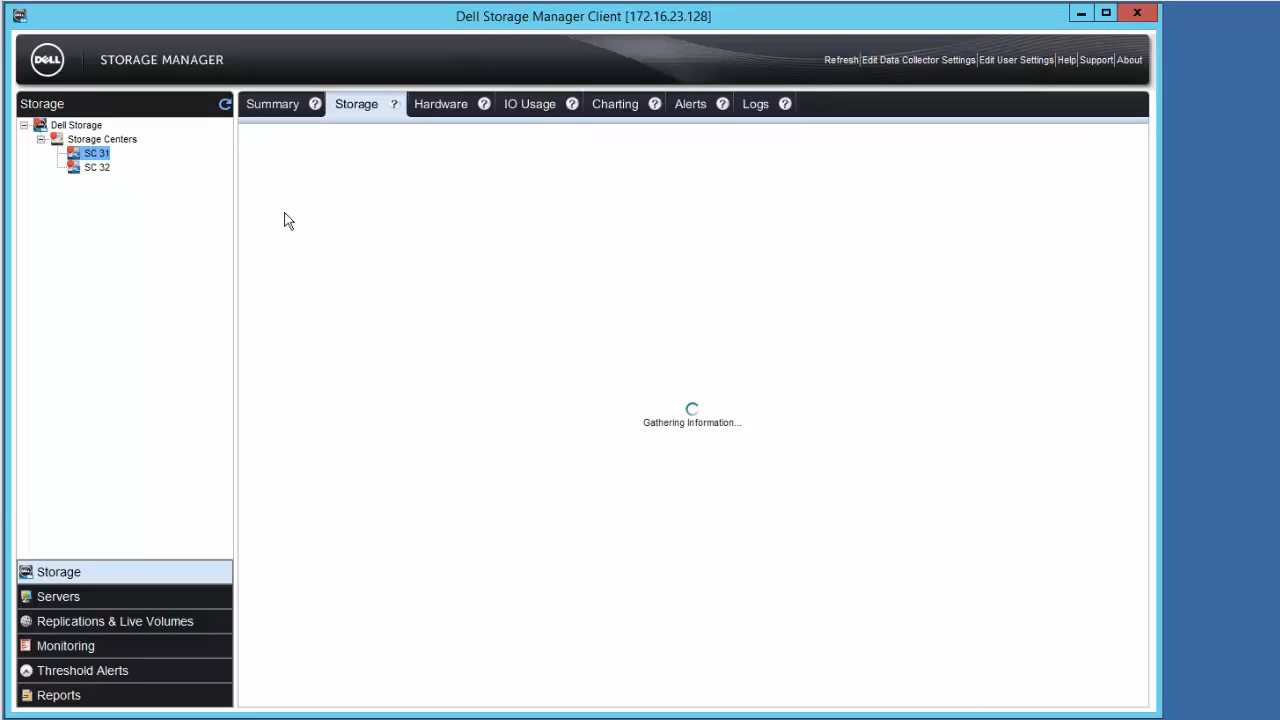 Dell Storage Manager Client [172.16.23.128]
DELL
STORAGE MANAGER
Refresh|Edit Data Collector Settings|Edit User Settings|Help|Support|About
Storage
Summary ? Storage ? Hardware ? IO Usage ? Charting ? Alerts ? Logs ?
Dell Storage
Storage Centers
SC 31
SC 32
Gathering Information...
Storage
Servers
Replications & Live Volumes
Monitoring
Threshold Alerts
Reports